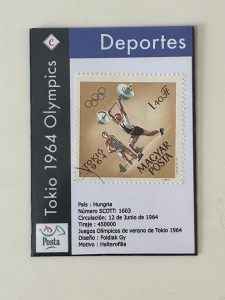 Deportes
Tokio 1964 Olympics
1.40 Ft
TOKIO
1964
MAGYAR
POSTA
Posta
País : Hungria
Número SCOTT: 1603
Circulación: 12 de Junio de 1964
Tiraje : 450000
Juegos Olímpicos de verano de Tokio 1964
Diseño : Foldiak Gy
Motivo : Halterofilia